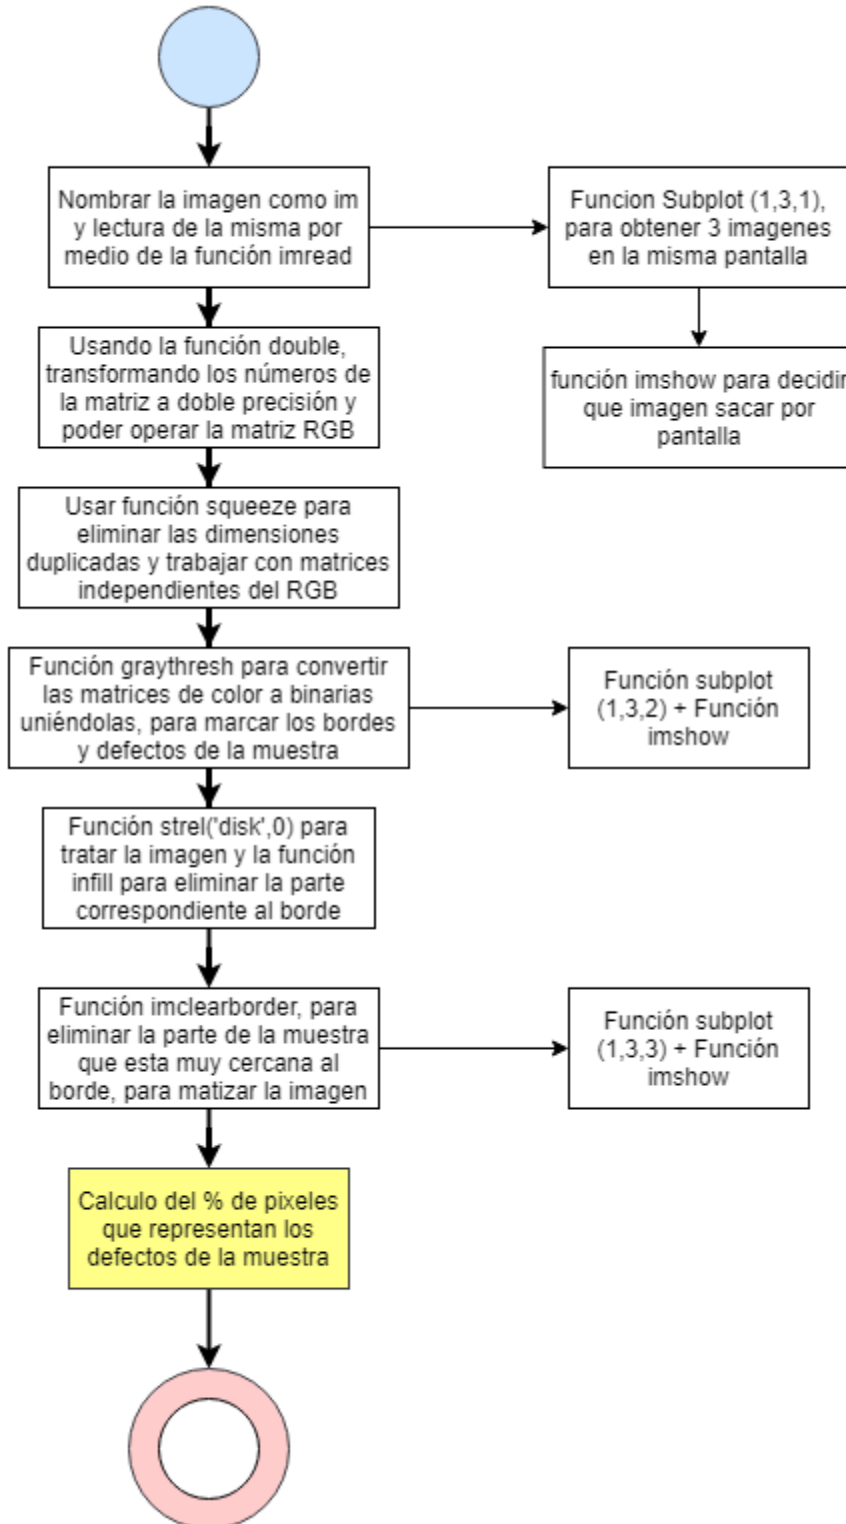 Nombrar la imagen como im
y lectura de la misma por
medio de la función imread
Funcion Subplot (1,3,1),
para obtener 3 imagenes
en la misma pantalla
Usando la función double,
transformando los números de
la matriz a doble precisión y
poder operar la matriz RGB
función imshow para decidir
que imagen sacar por
pantalla
Usar función squeeze para
eliminar las dimensiones
duplicadas y trabajar con matrices
independientes del RGB
Función graythresh para convertir
las matrices de color a binarias
uniéndolas, para marcar los bordes
y defectos de la muestra
Función subplot
(1,3,2) + Función
imshow
Función strel('disk',0) para
tratar la imagen y la función
infill para eliminar la parte
correspondiente al borde
Función imclearborder, para
eliminar la parte de la muestra
que esta muy cercana al
borde, para matizar la imagen
Función subplot
(1,3,3) + Función
imshow
Calculo del % de pixeles
que representan los
defectos de la muestra